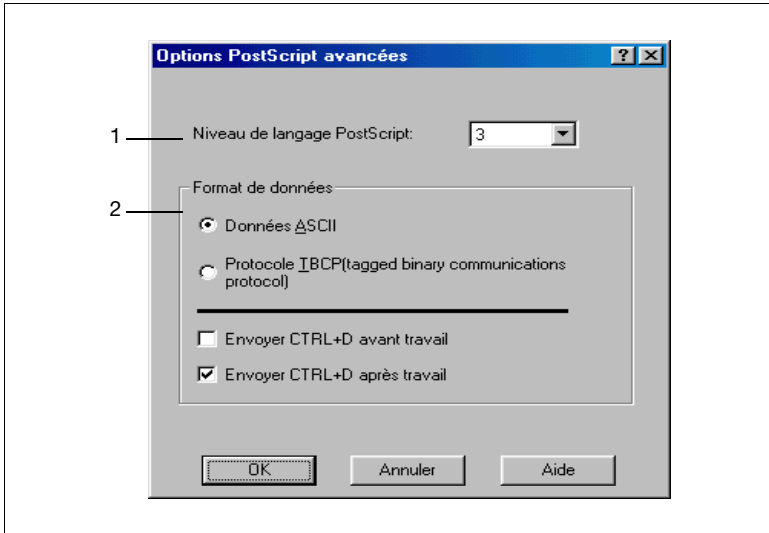 Options PostScript avancées
1
Niveau de langage PostScript:
3
Format de données
2
Données ASCII
Protocole TBCP(tagged binary communications
protocol)
Envoyer CTRL+D avant travail
Envoyer CTRL+D après travail
OK
Annuler
Aide